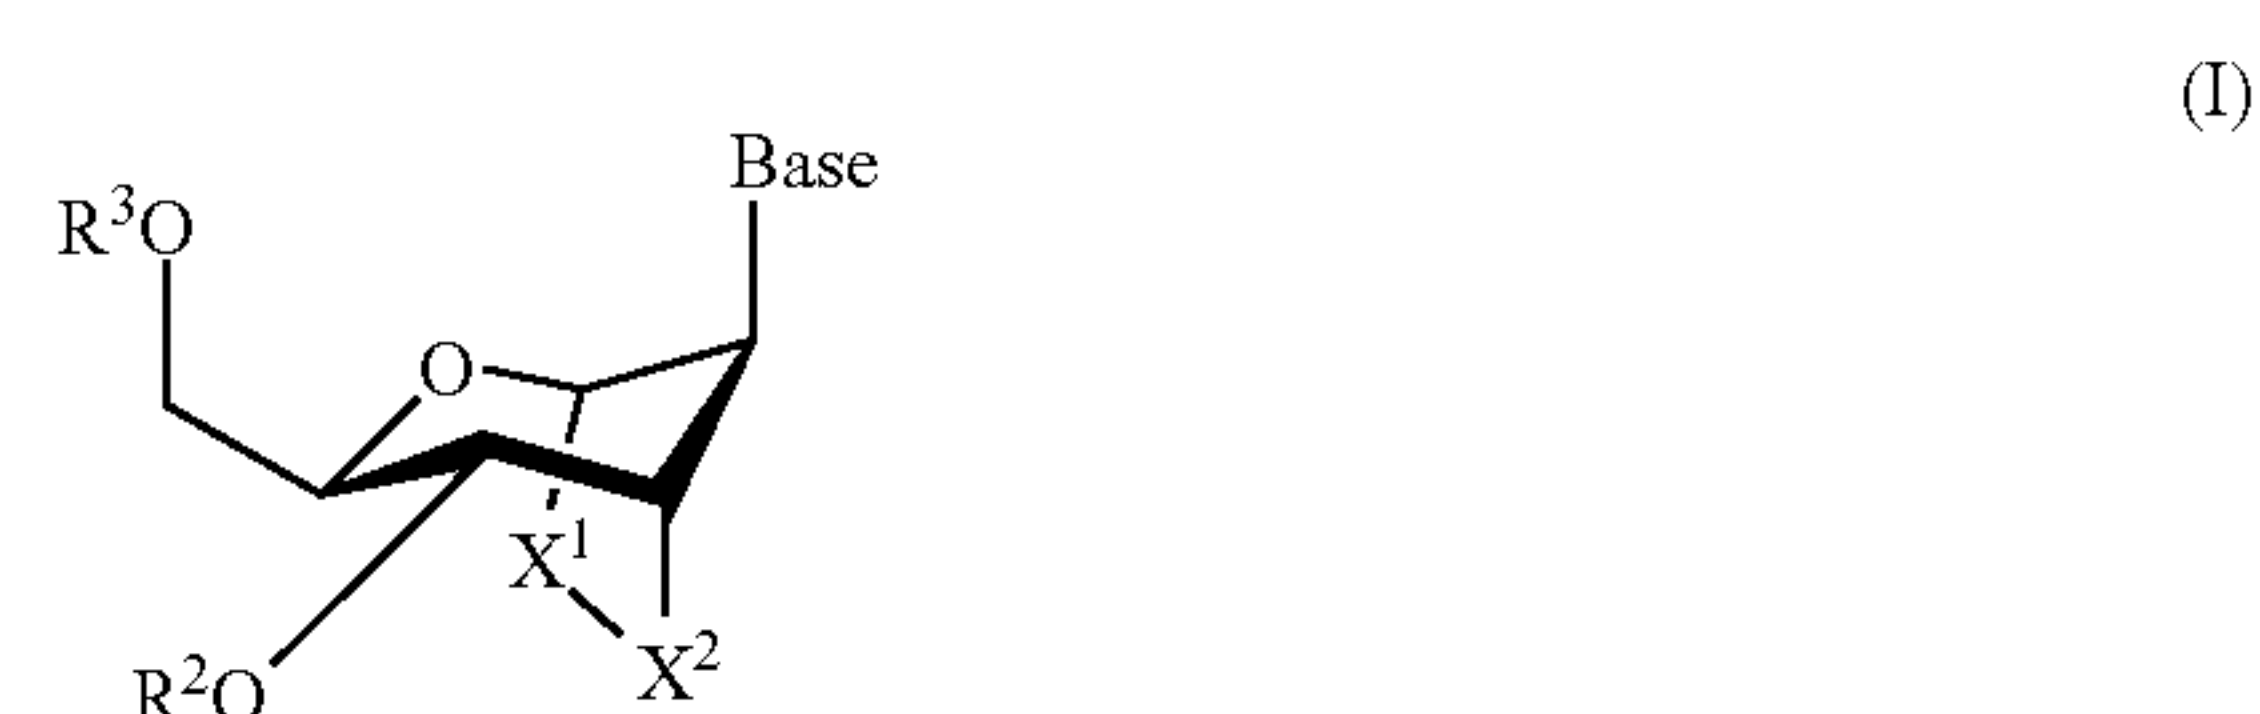 (I)
Base
R³O
O
X¹
X²
R²O